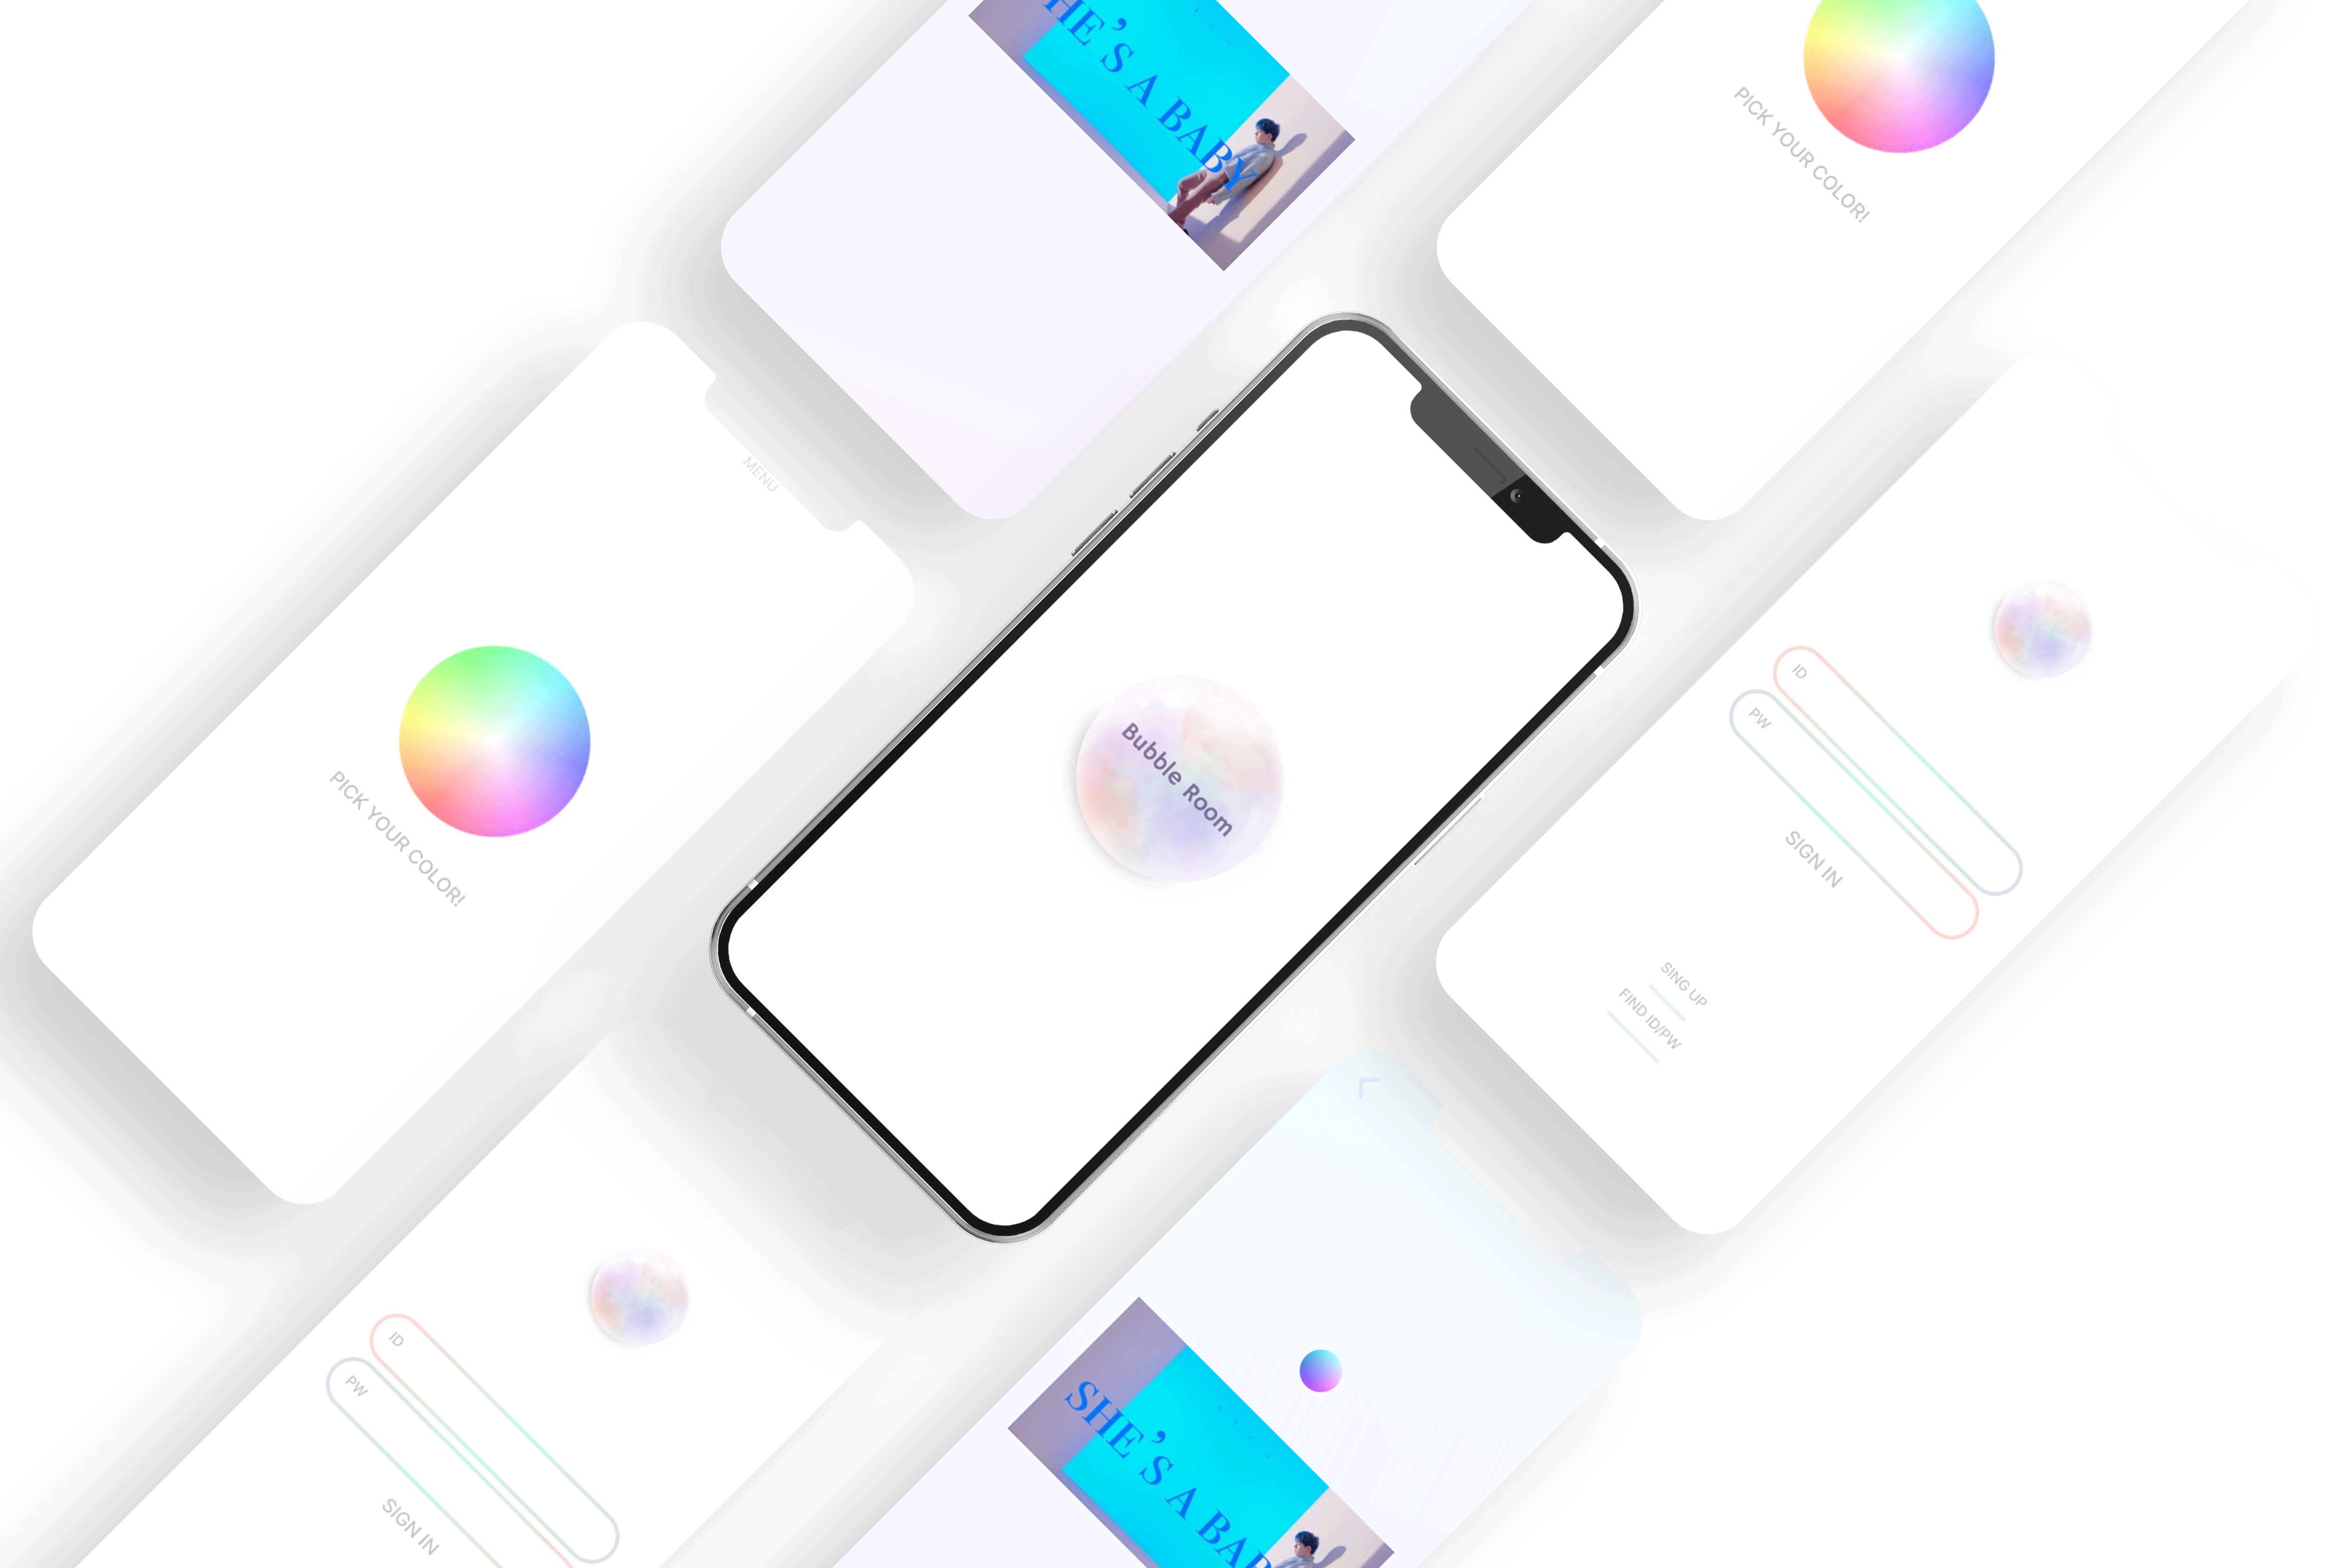 HE'S A BABY
PICK YOUR COLOR!
MENU
PICK YOUR COLOR!
Bubble Room
ID
PW
SIGN IN
SING UP
FIND ID/PW
ID
PW
SIGN IN
SHE'S A BAB